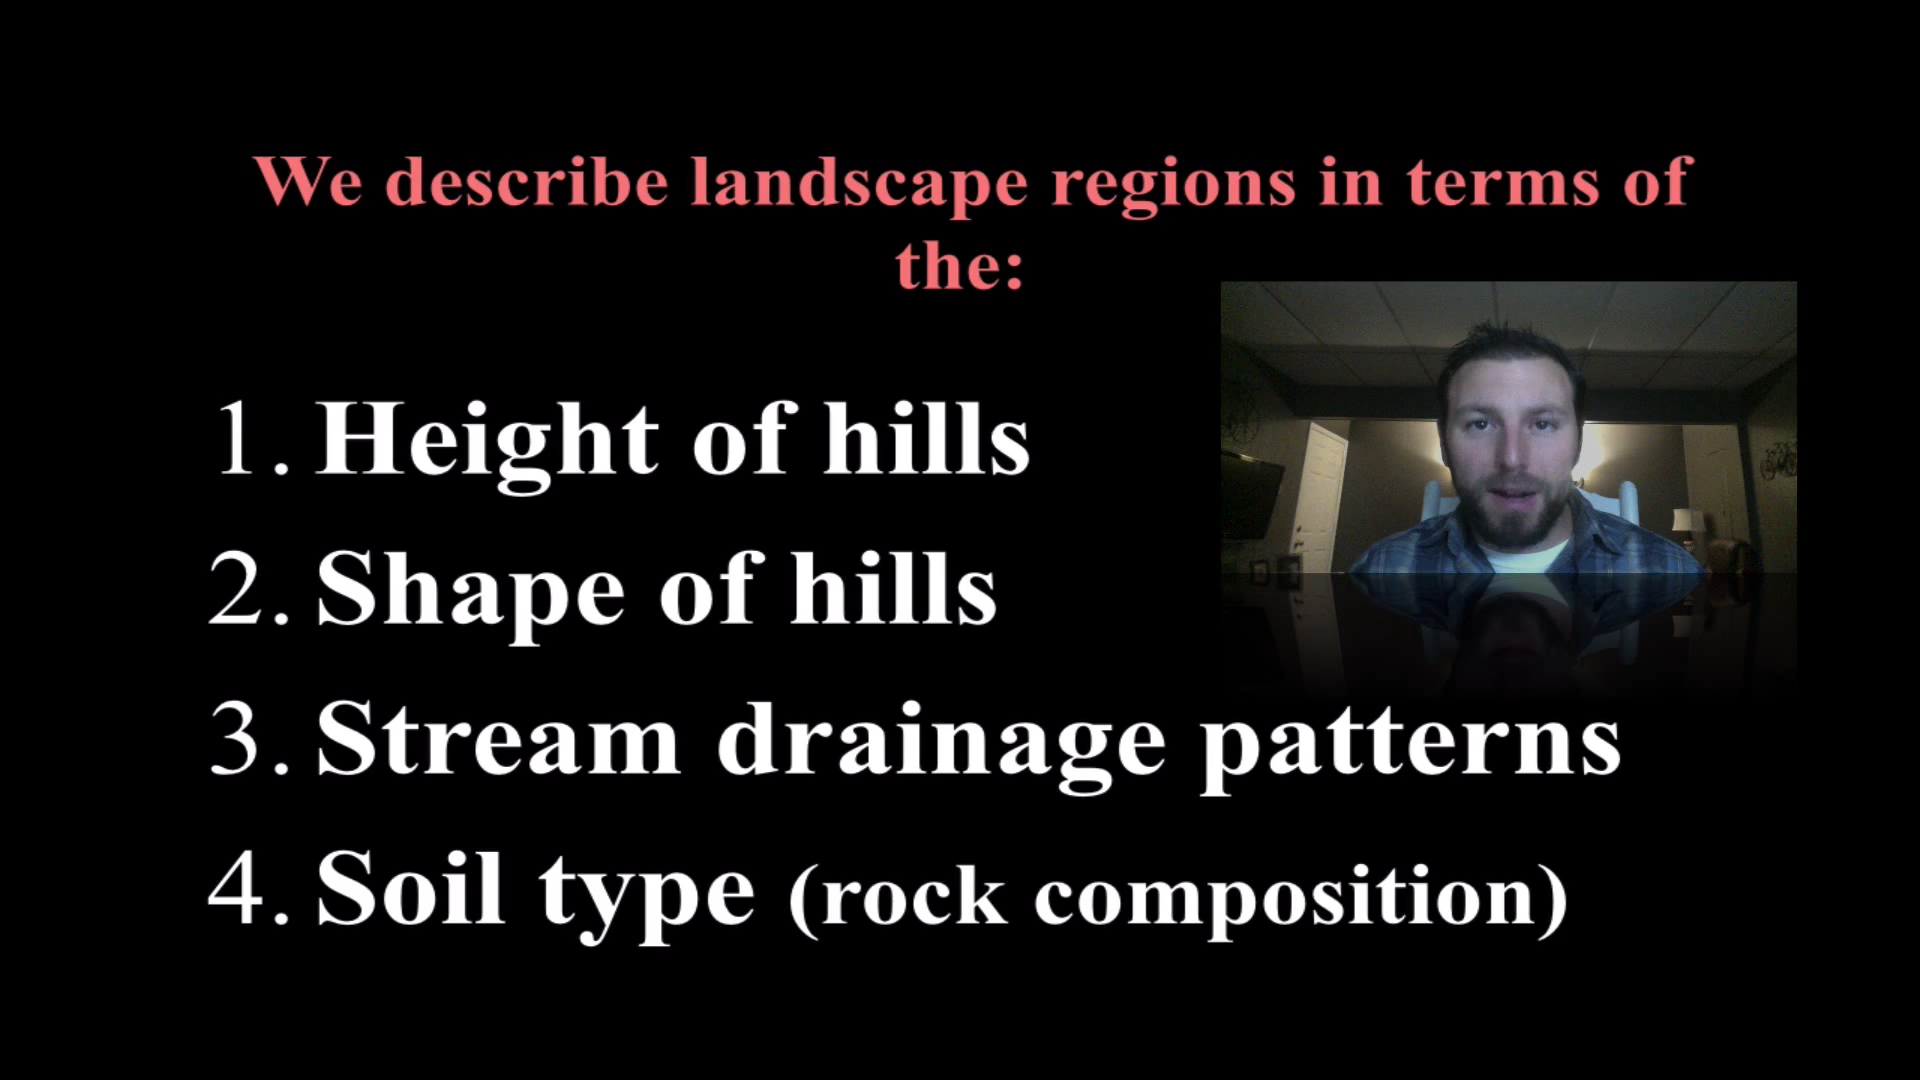 We describe landscape regions in terms of
the:
1. Height of hills
2. Shape of hills
3. Stream drainage patterns
4. Soil type (rock composition)